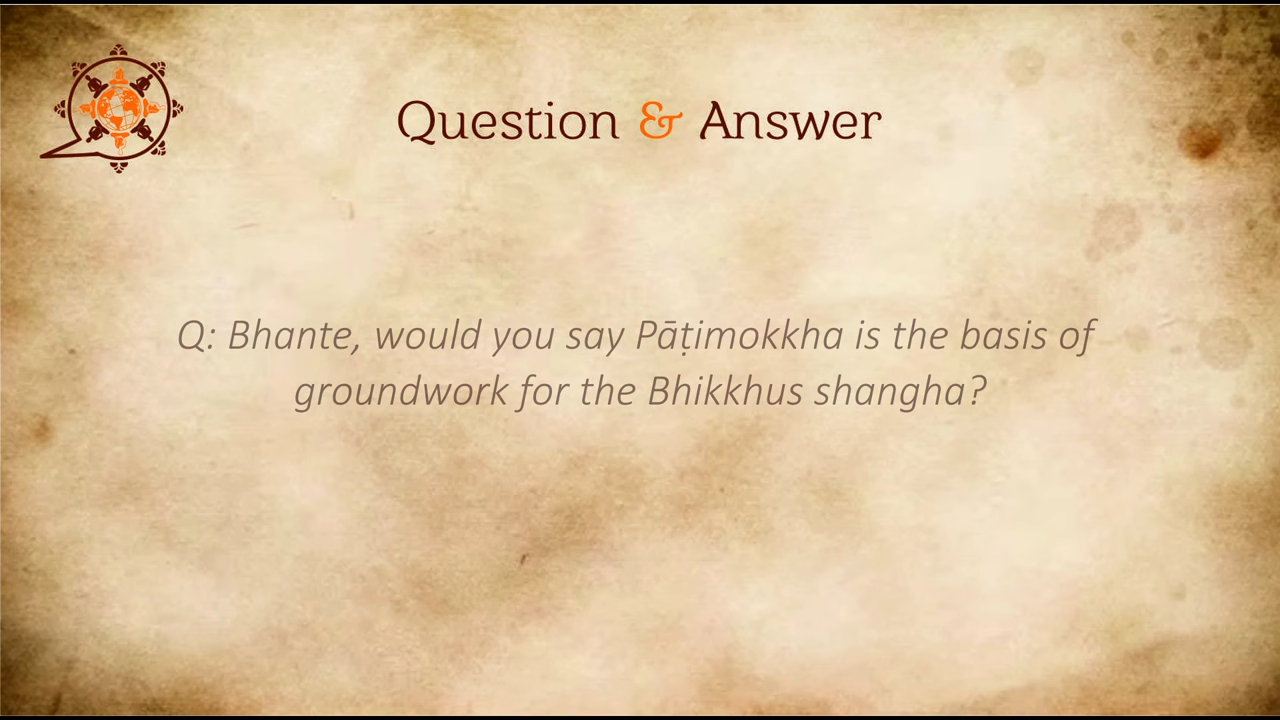 Question & Answer
Q: Bhante, would you say Pāṭimokkha is the basis of
groundwork for the Bhikkhus shangha?